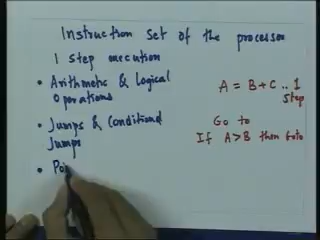 Instruction set of the processor
1 step execution
• Arithmetic & Logical
Operations
A = B + C .. 1
Step
• Jumps & Conditional
Jumps
Go to
If A > B then Goto
• Poi